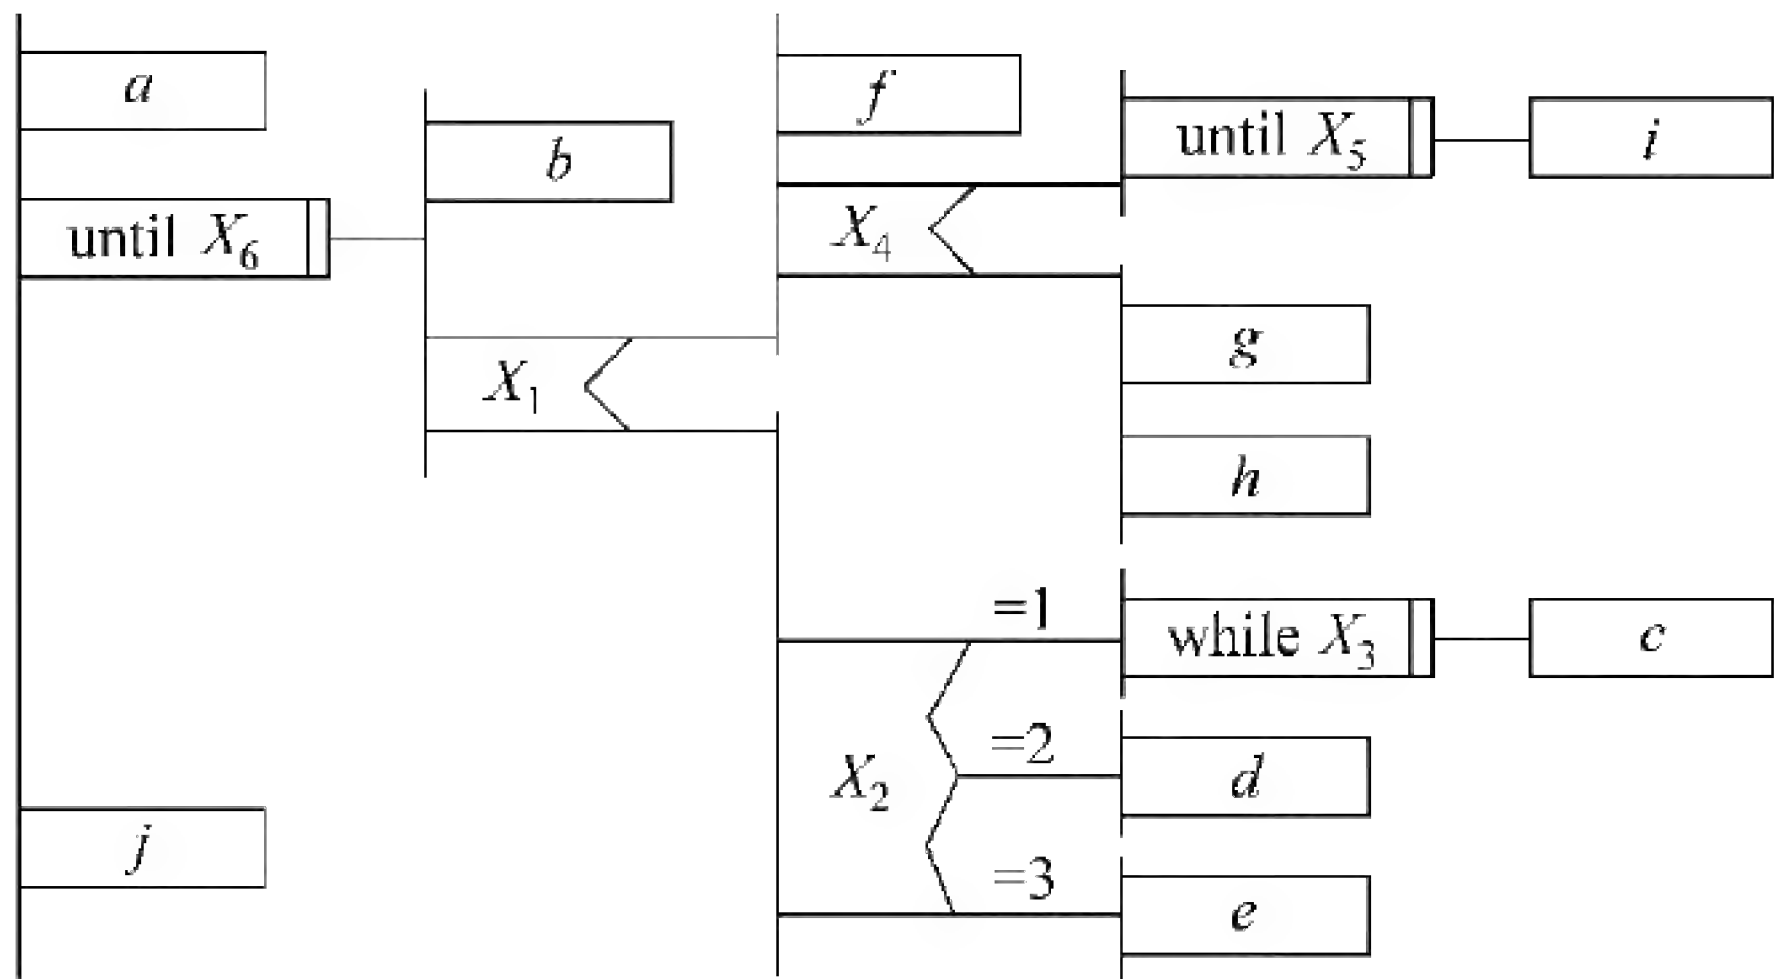 a
until X₆
j
b
X₁
f
X₄
until X₅
i
g
h
X₂
=1
while X₃
c
=2
d
=3
e